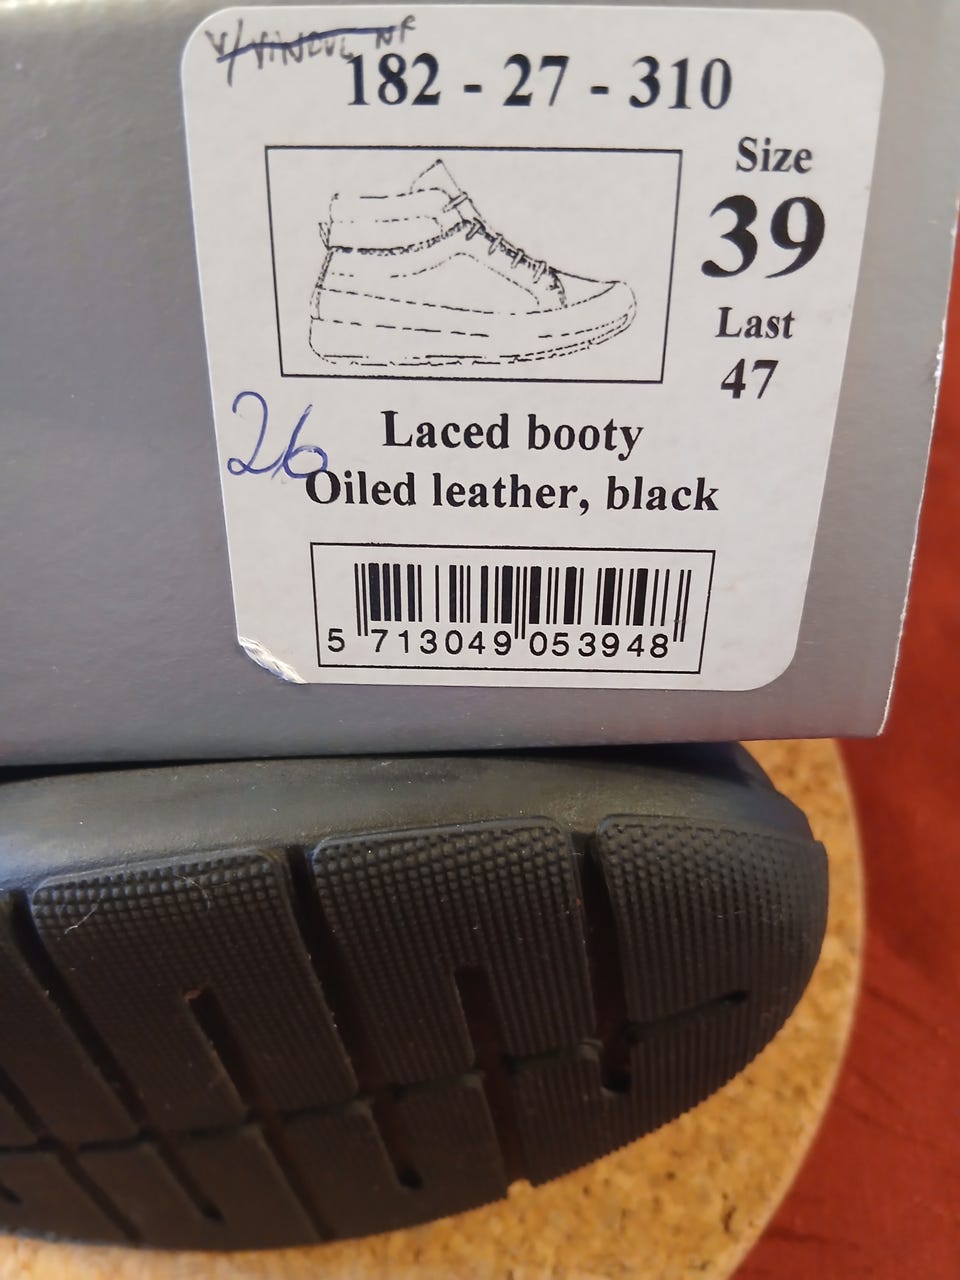 182 - 27 - 310
Size
39
Last
47
26
Laced booty
Oiled leather, black
5 713049 053948